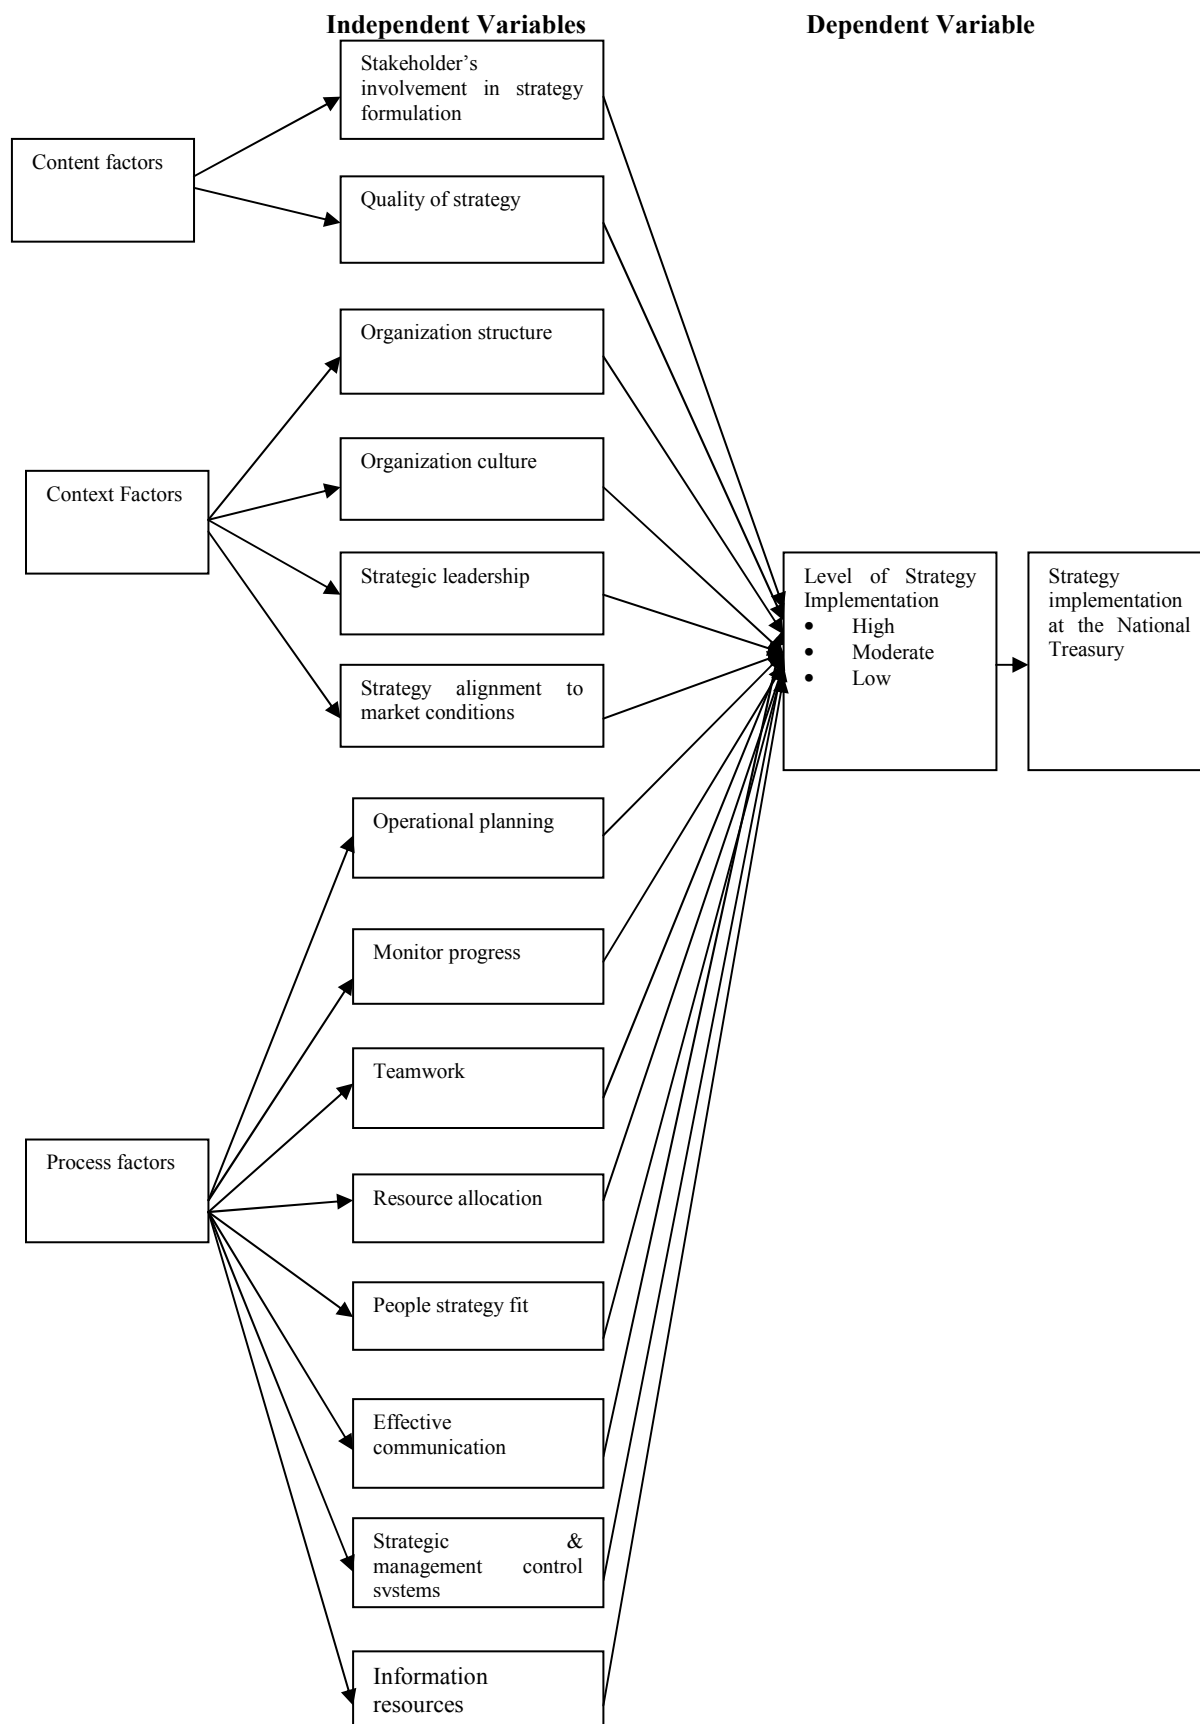 Independent Variables
Dependent Variable
Stakeholder’s
involvement in strategy
formulation
Content factors
Quality of strategy
Organization structure
Organization culture
Context Factors
Strategic leadership
Level of Strategy
Implementation
• High
• Moderate
• Low
Strategy
implementation
at the National
Treasury
Strategy alignment to
market conditions
Operational planning
Monitor progress
Teamwork
Process factors
Resource allocation
People strategy fit
Effective
communication
Strategic &
management control
systems
Information
resources